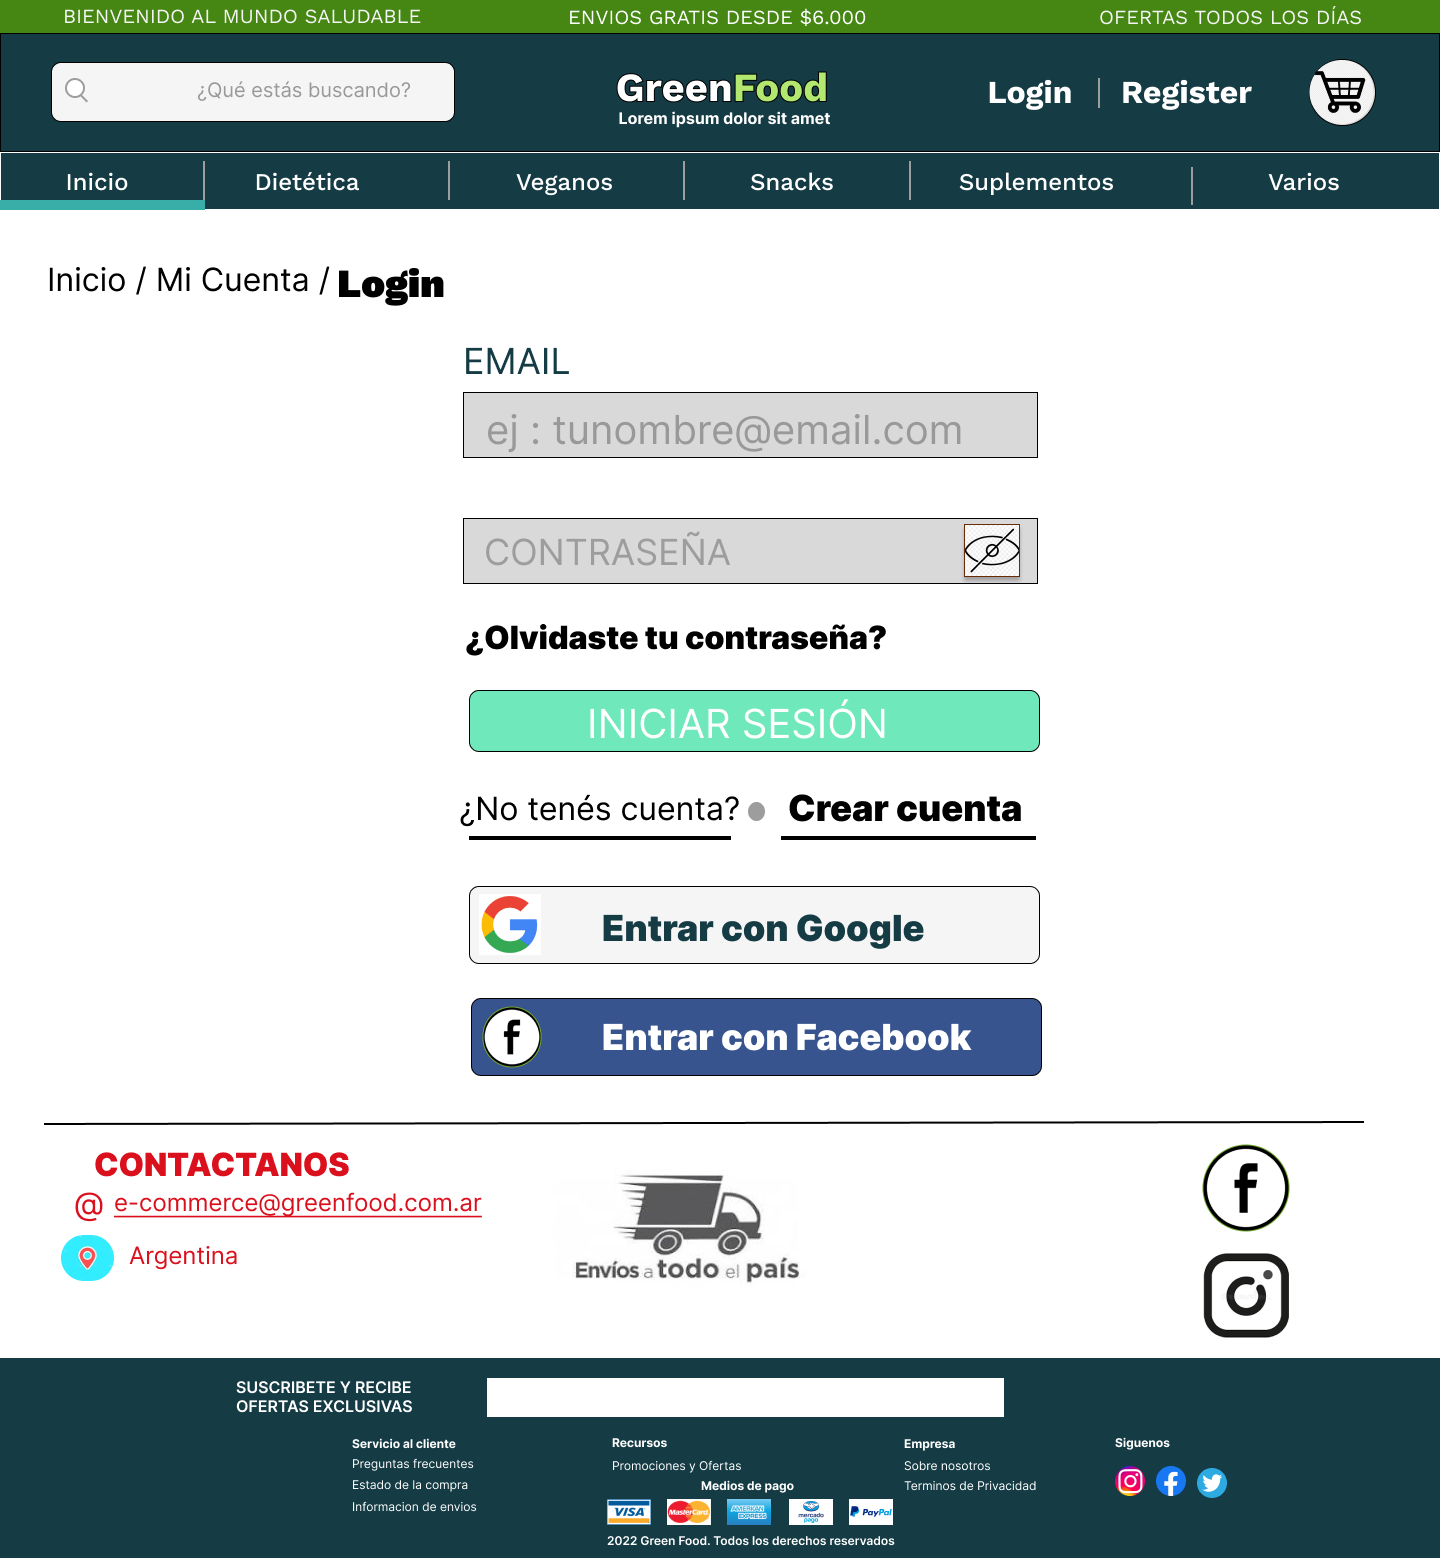 BIENVENIDO AL MUNDO SALUDABLE
ENVIOS GRATIS DESDE $6.000
OFERTAS TODOS LOS DÍAS
¿Qué estás buscando?
GreenFood
Lorem ipsum dolor sit amet
Login
Register
Inicio
Dietética
Veganos
Snacks
Suplementos
Varios
Inicio / Mi Cuenta / Login
EMAIL
ej : tunombre@email.com
CONTRASEÑA
¿Olvidaste tu contraseña?
INICIAR SESIÓN
¿No tenés cuenta?
Crear cuenta
Entrar con Google
Entrar con Facebook
CONTACTANOS
@ e-commerce@greenfood.com.ar
Argentina
Envíos a todo el país
SUSCRIBETE Y RECIBE
OFERTAS EXCLUSIVAS
Servicio al cliente
Preguntas frecuentes
Estado de la compra
Informacion de envios
Recursos
Promociones y Ofertas
Medios de pago
VISA
MasterCard
AMERICAN
EXPRESS
mercado
pago
PayPal
2022 Green Food. Todos los derechos reservados
Empresa
Sobre nosotros
Terminos de Privacidad
Siguenos